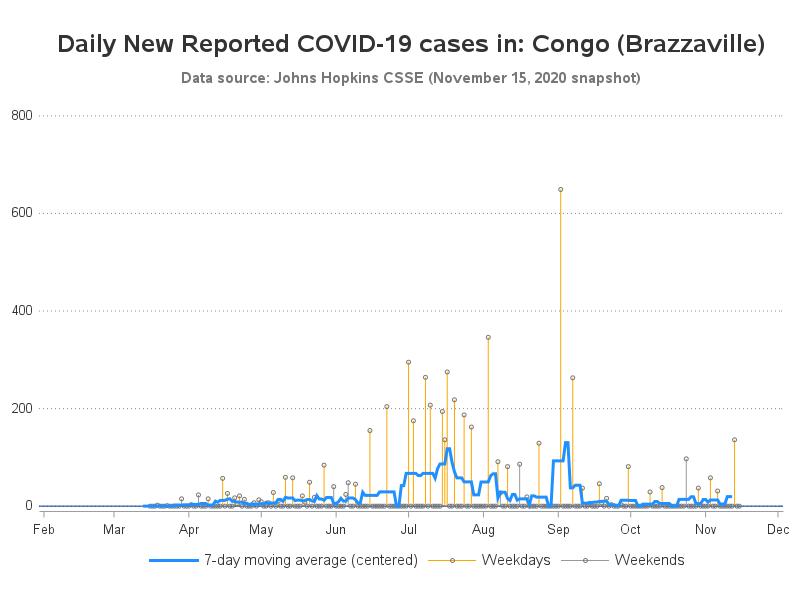 Daily New Reported COVID-19 cases in: Congo (Brazzaville)
Data source: Johns Hopkins CSSE (November 15, 2020 snapshot)
800
600
400
200
0
Feb Mar Apr May Jun Jul Aug Sep Oct Nov Dec
7-day moving average (centered) Weekdays Weekends